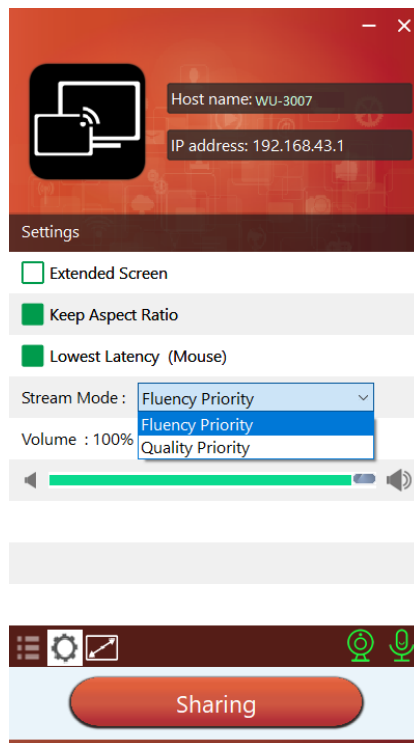 Host name: WU-3007
IP address: 192.168.43.1
Settings
Extended Screen
Keep Aspect Ratio
Lowest Latency (Mouse)
Stream Mode : Fluency Priority
Fluency Priority
Volume : 100%
Quality Priority
Sharing